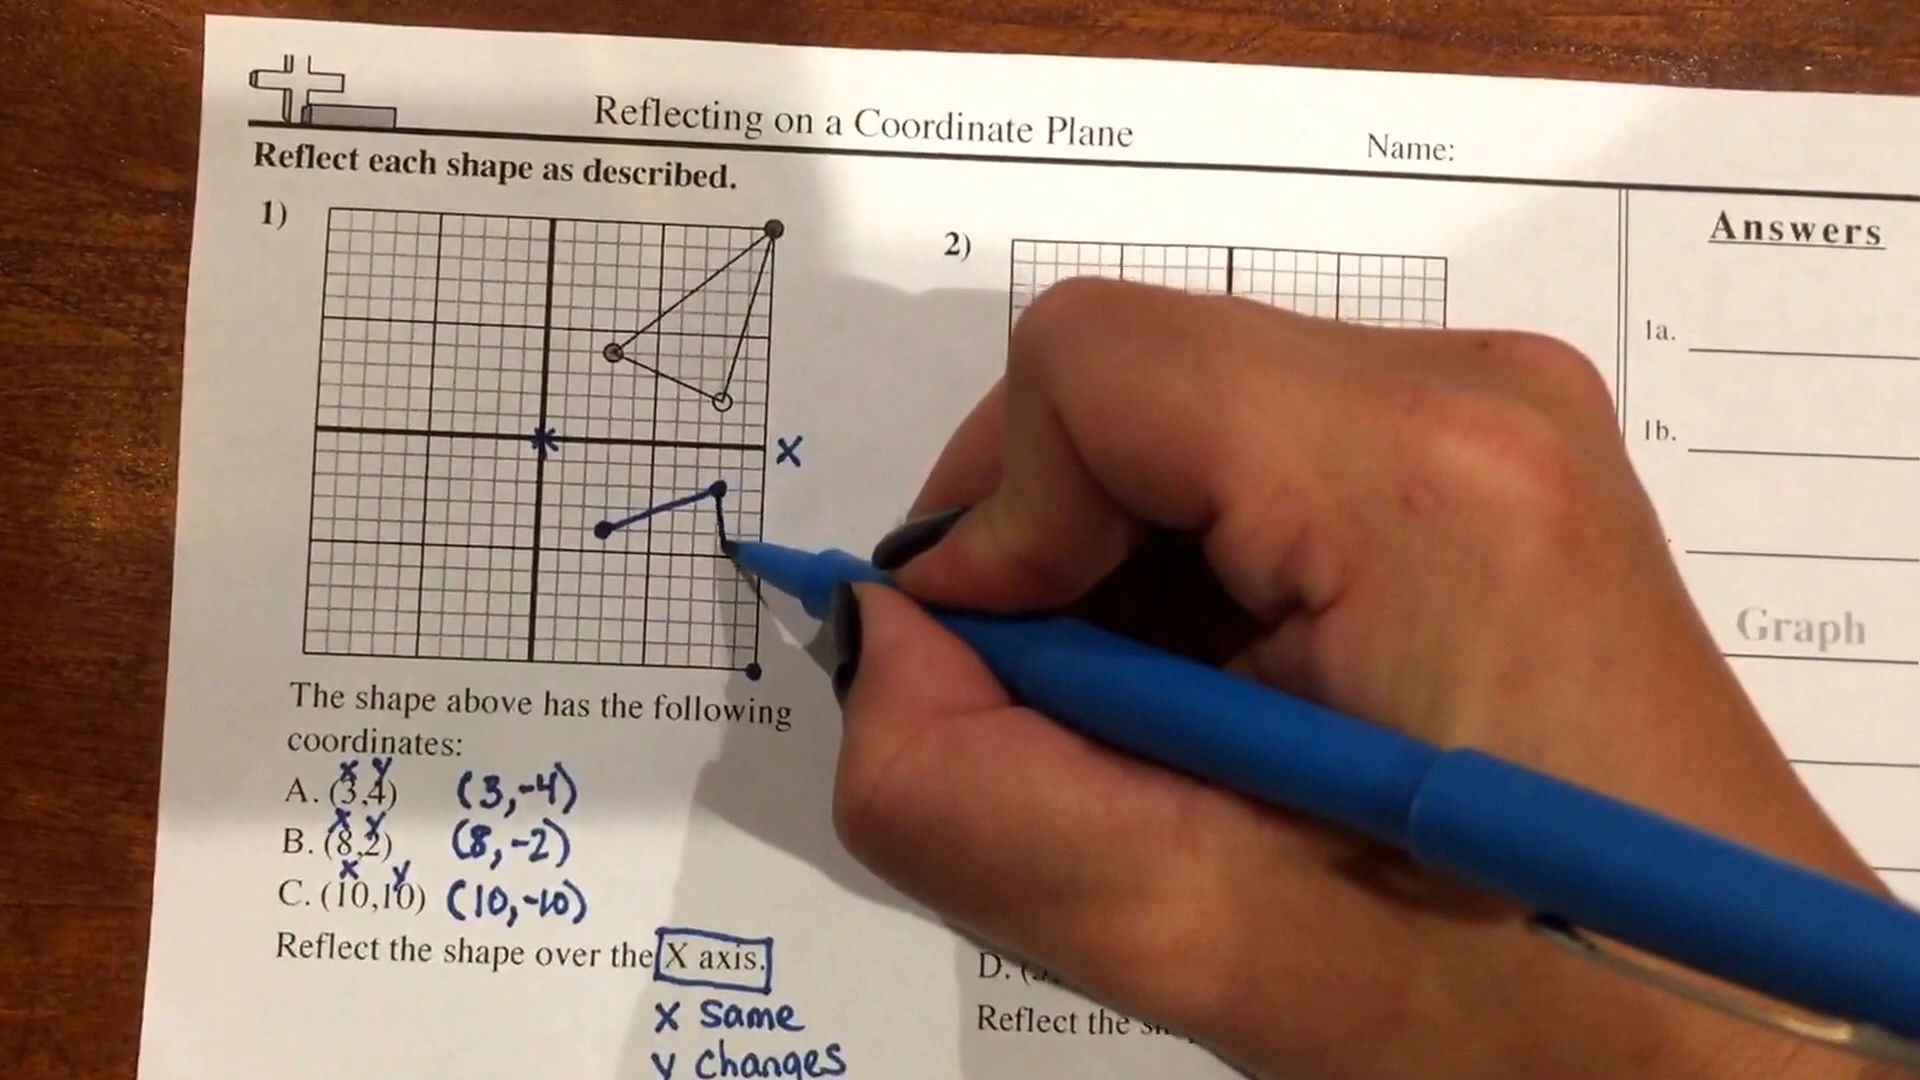 Reflecting on a Coordinate Plane
Name:
Reflect each shape as described.
1)
X
The shape above has the following
coordinates:
x y
A. (3,4) (3,-4)
x y
B. (8,2) (8,-2)
x y
C. (10,10) (10,-10)
Reflect the shape over the X axis.
X same
y changes
2)
D.
Reflect the
Answers
1a.
1b.
Graph